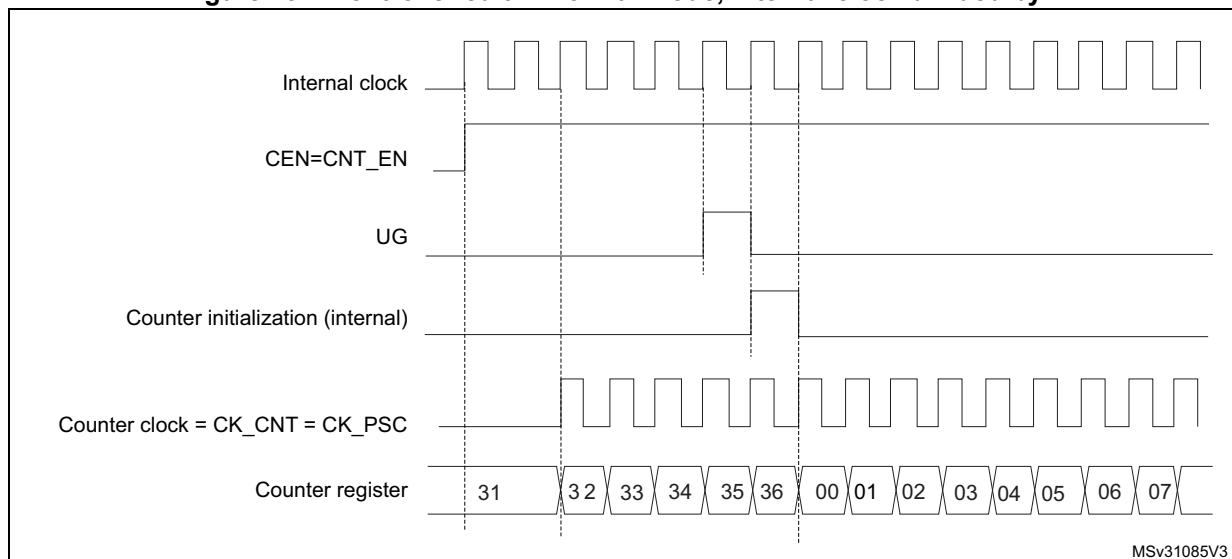 Internal clock
CEN=CNT_EN
UG
Counter initialization (internal)
Counter clock = CK_CNT = CK_PSC
Counter register 31 32 33 34 35 36 00 01 02 03 04 05 06 07
MSv31085V3